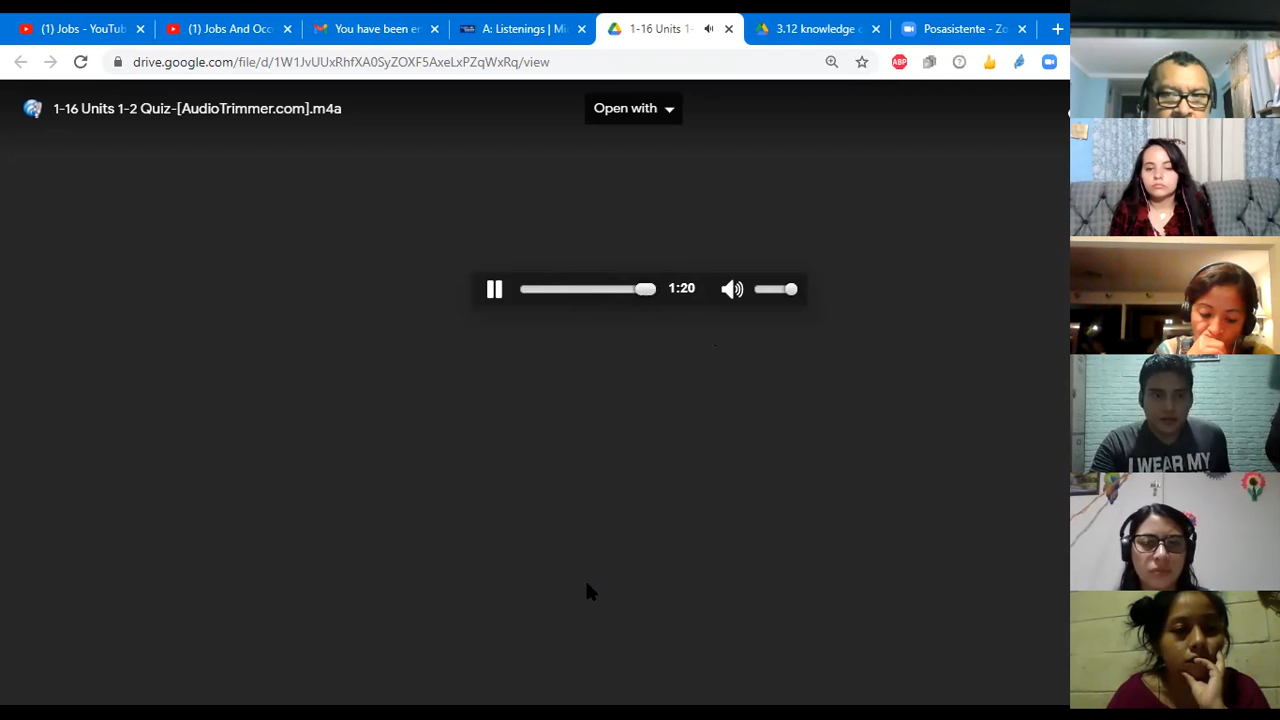 (1) Jobs - YouTub
(1) Jobs And Occ
You have been e
A: Listenings | Mi
1-16 Units 1-
3.12 knowledge
Posasistente - Zo
drive.google.com/file/d/1W1JvUUxRhfXA0SyZOXF5AxeLxPZqWxRq/view
ABP
1-16 Units 1-2 Quiz-[AudioTrimmer.com].m4a
Open with
1:20
I WEAR MY